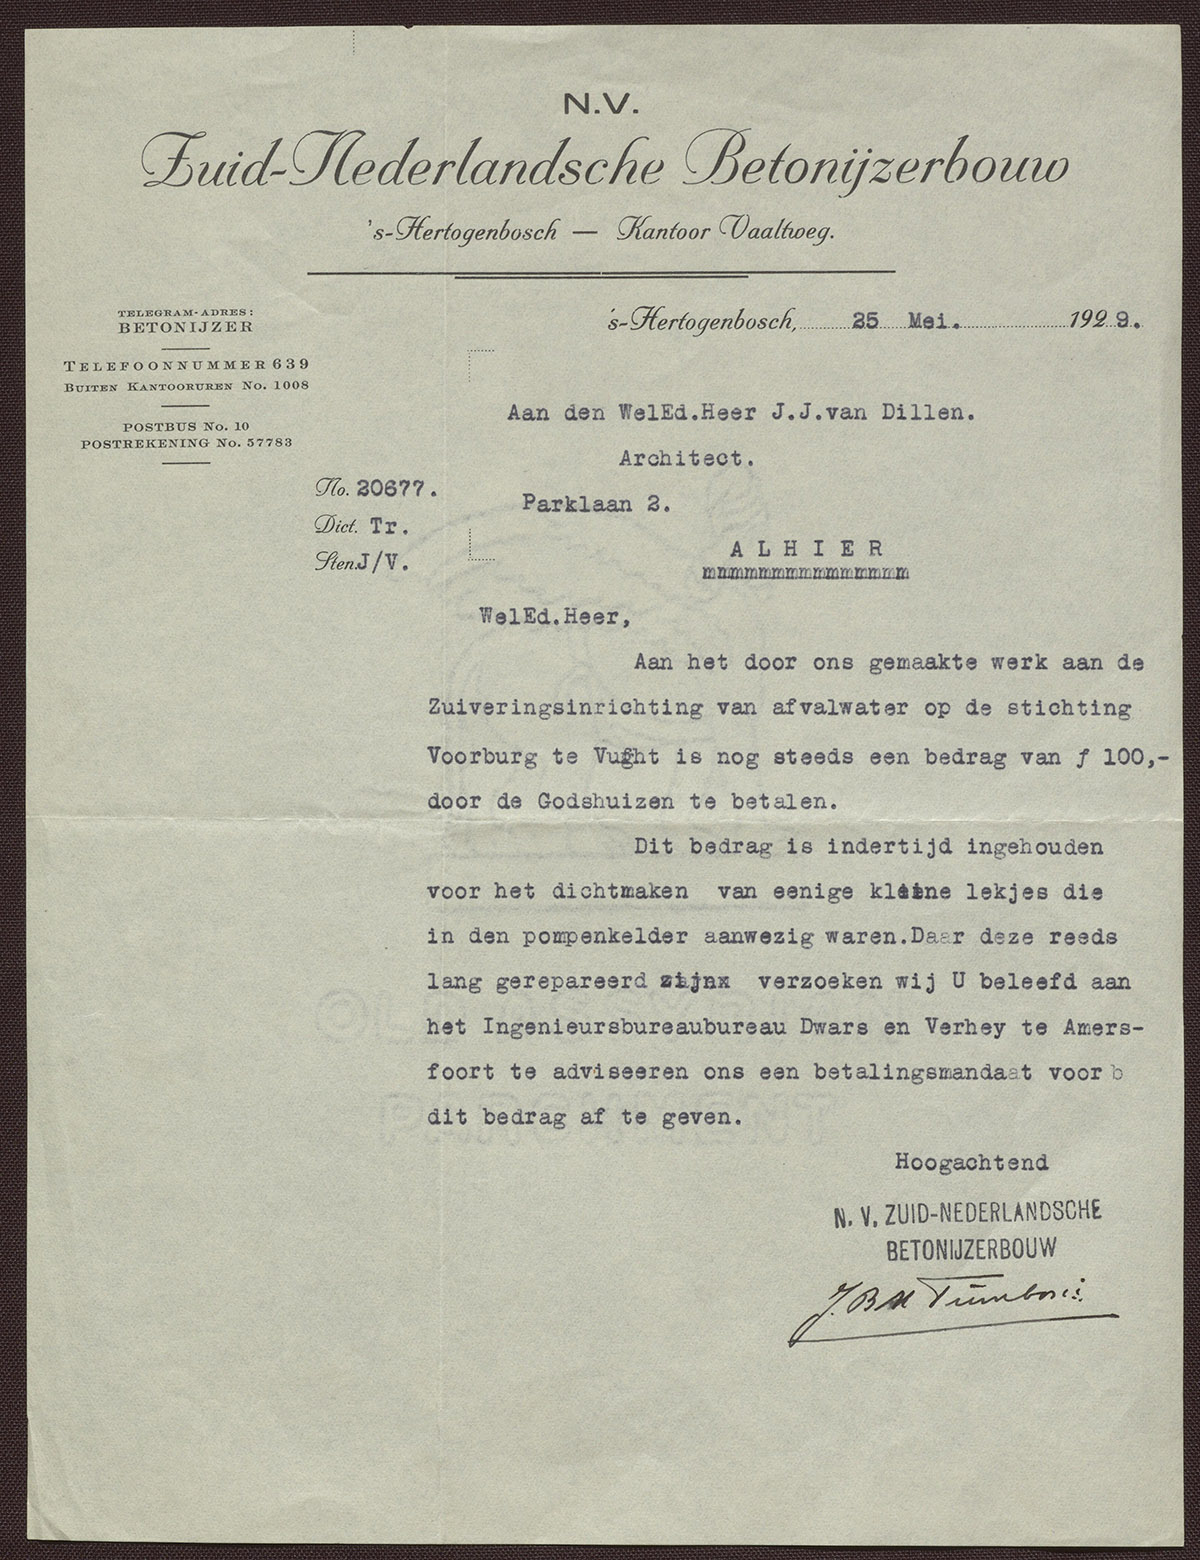 N.V.
Zuid-Nederlandsche Betonijzerbouw
's-Hertogenbosch — Kantoor Vaaltweg.
TELEGRAM-ADRES:
BETONIJZER
TELEFOONNUMMER 639
BUITEN KANTOORUREN No. 1008
POSTBUS No. 10
POSTREKENING No. 57783
's-Hertogenbosch, 25 Mei. 1929.
Aan den WelEd.Heer J.J.van Dillen.
Architect.
No. 20677.
Parklaan 2.
Dict. Tr.
ALHIER
Sten. J/V.
WelEd.Heer,
Aan het door ons gemaakte werk aan de
Zuiveringsinrichting van afvalwater op de stichting
Voorburg te Vught is nog steeds een bedrag van ƒ 100,-
door de Godshuizen te betalen.
Dit bedrag is indertijd ingehouden
voor het dichtmaken van eenige kleine lekjes die
in den pompenkelder aanwezig waren.Daar deze reeds
lang gerepareerd zijnx verzoeken wij U beleefd aan
het Ingenieursbureaubureau Dwars en Verhey te Amers-
foort te adviseeren ons een betalingsmandaat voor b
dit bedrag af te geven.
Hoogachtend
N.V. ZUID-NEDERLANDSCHE
BETONIJZERBOUW